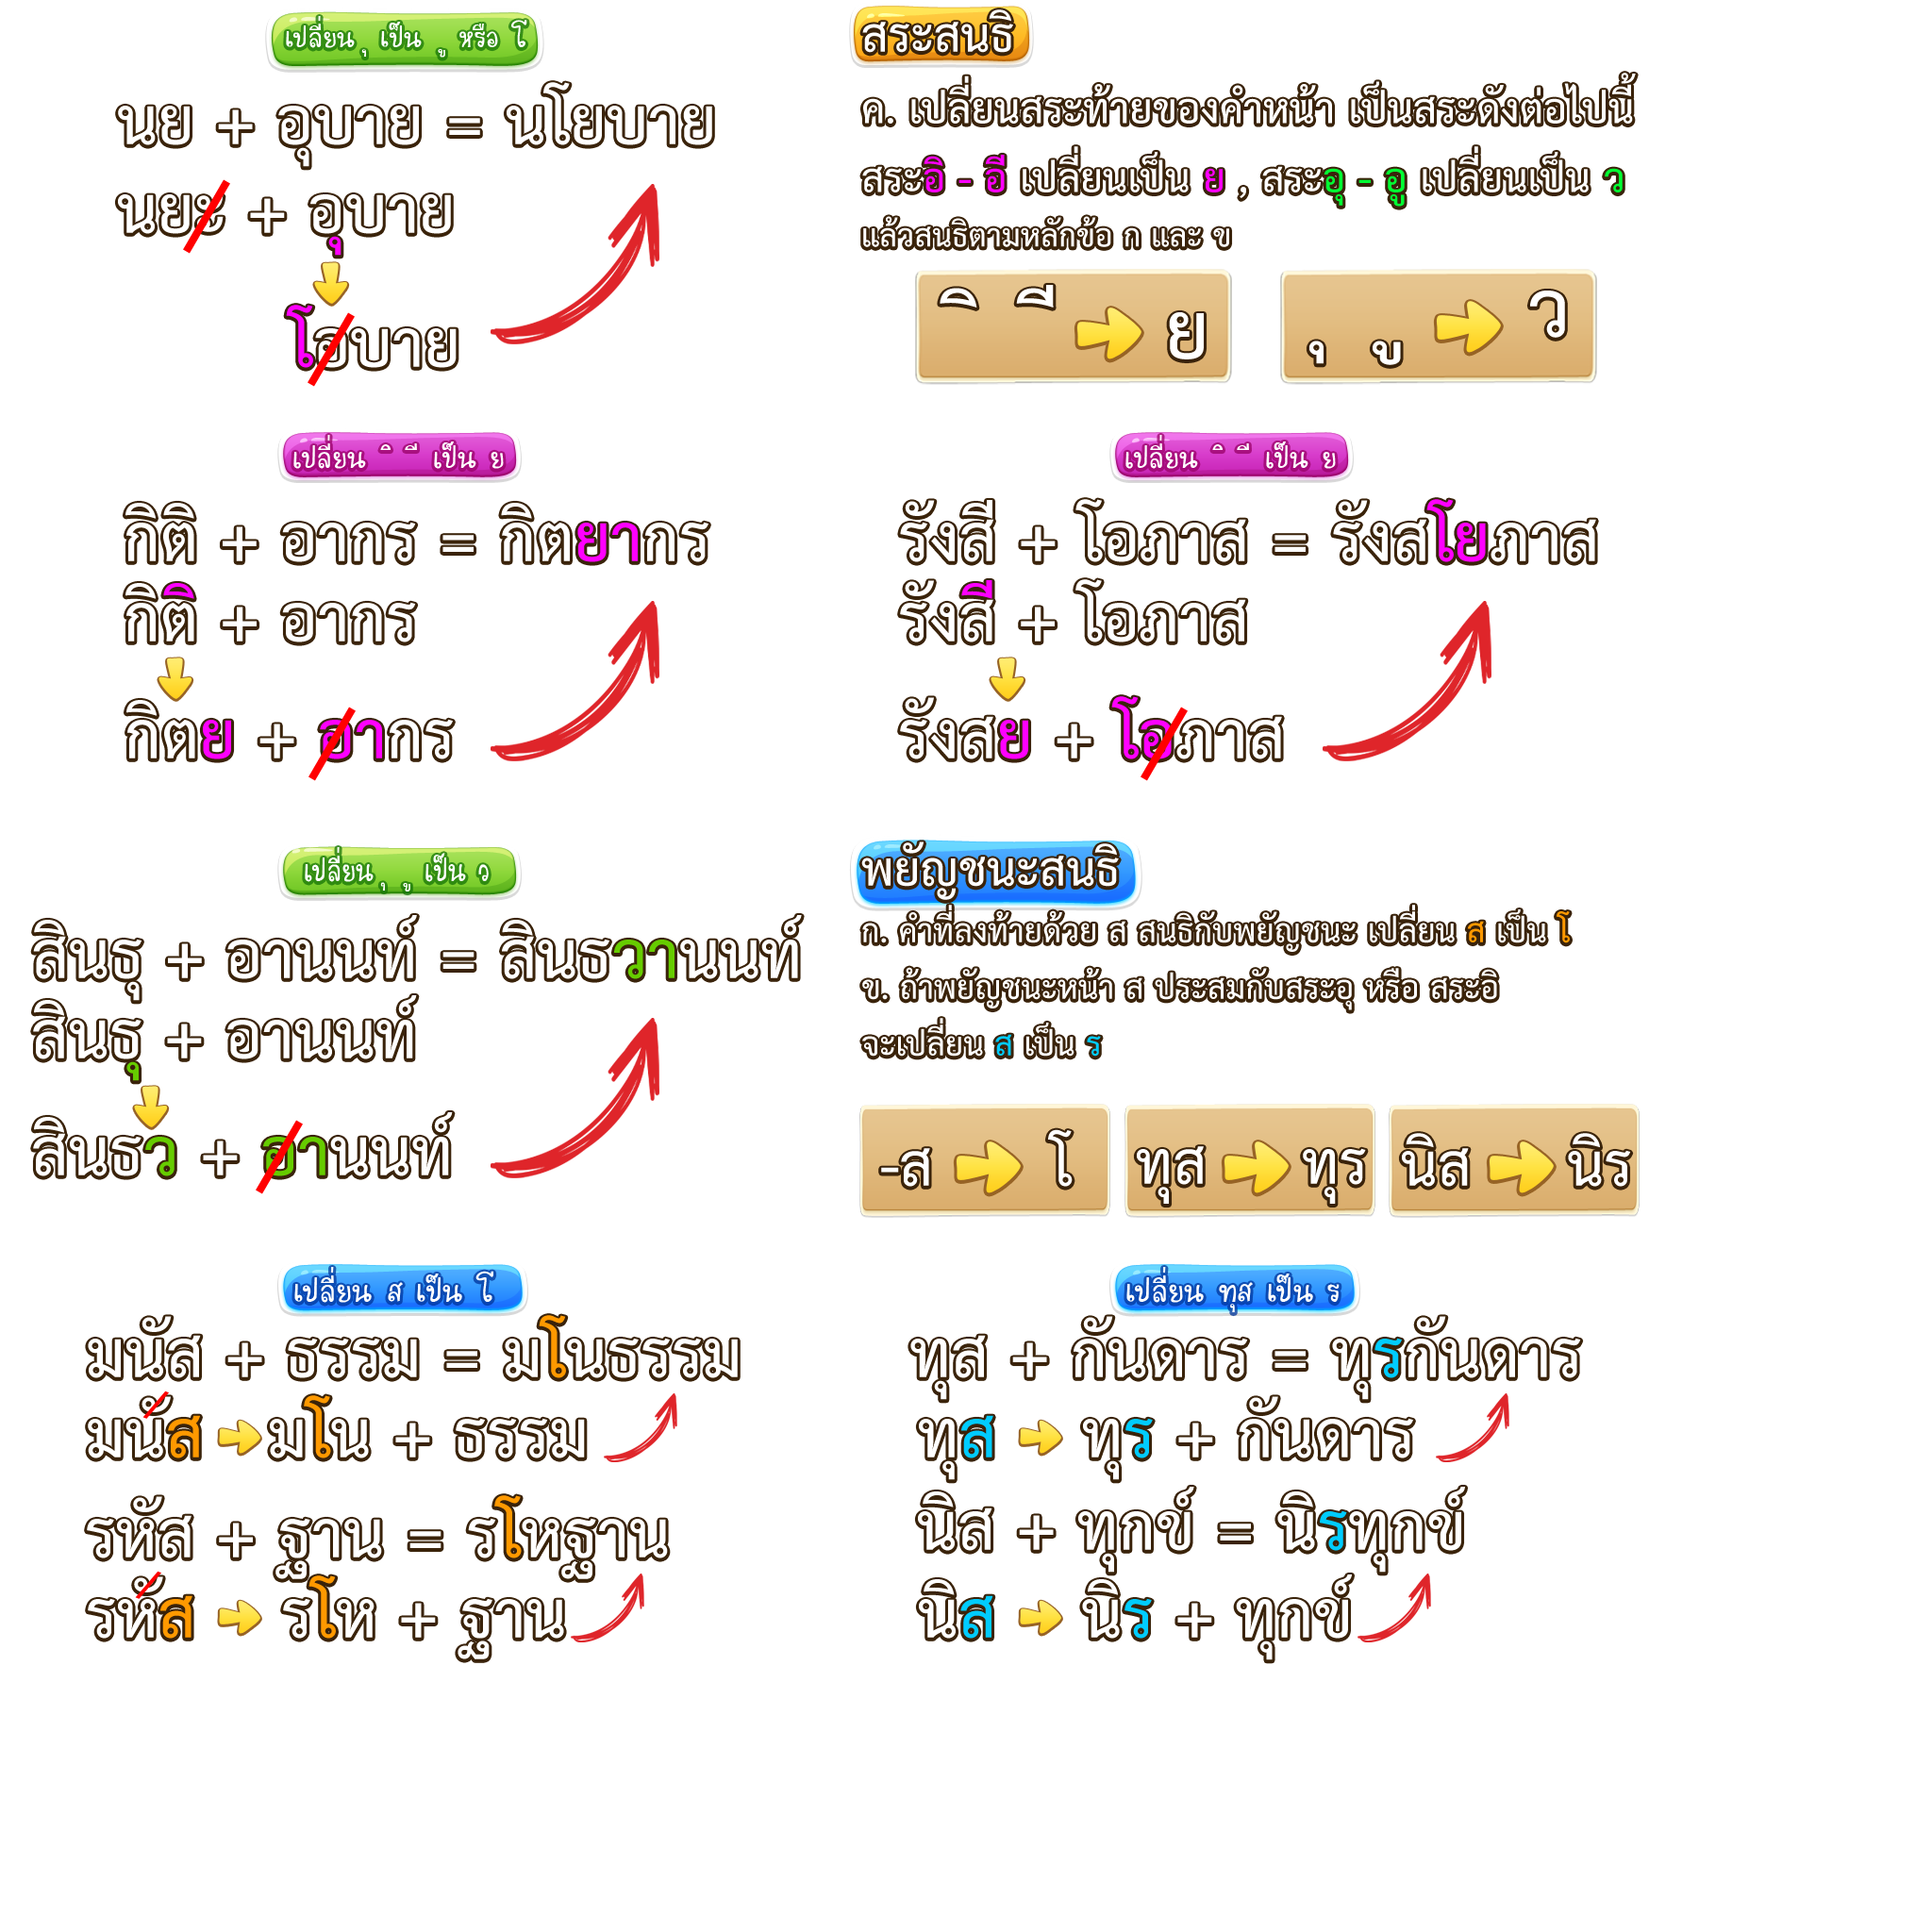 เปลี่ยน ุ เป็น ู หรือ โ
นย + อุบาย = นโยบาย
นยะ + อุบาย
โอบาย
สระสนธิ
ค. เปลี่ยนสระท้ายของคำหน้า เป็นสระดังต่อไปนี้
สระอิ - อี เปลี่ยนเป็น ย , สระอุ - อู เปลี่ยนเป็น ว
แล้วสนธิตามหลักข้อ ก และ ข
ิ ี ย
ุ ู ว
เปลี่ยน ิ ี เป็น ย
กิติ + อากร = กิตยากร
กิติ + อากร
กิตย + อากร
เปลี่ยน ิ ี เป็น ย
รังสี + โอภาส = รังสโยภาส
รังสี + โอภาส
รังสย + โอภาส
เปลี่ยน ุ ู เป็น ว
สินธุ + อานนท์ = สินธวานนท์
สินธุ + อานนท์
สินธว + อานนท์
พยัญชนะสนธิ
ก. คำที่ลงท้ายด้วย ส สนธิกับพยัญชนะ เปลี่ยน ส เป็น โ
ข. ถ้าพยัญชนะหน้า ส ประสมกับสระอุ หรือ สระอิ
จะเปลี่ยน ส เป็น ร
-ส โ
ทุส ทุร
นิส นิร
เปลี่ยน ส เป็น โ
มนัส + ธรรม = มโนธรรม
มนัส มโน + ธรรม
รหัส + ฐาน = รโหฐาน
รหัส รโห + ฐาน
เปลี่ยน ทุส เป็น ร
ทุส + กันดาร = ทุรกันดาร
ทุส ทุร + กันดาร
นิส + ทุกข์ = นิรทุกข์
นิส นิร + ทุกข์